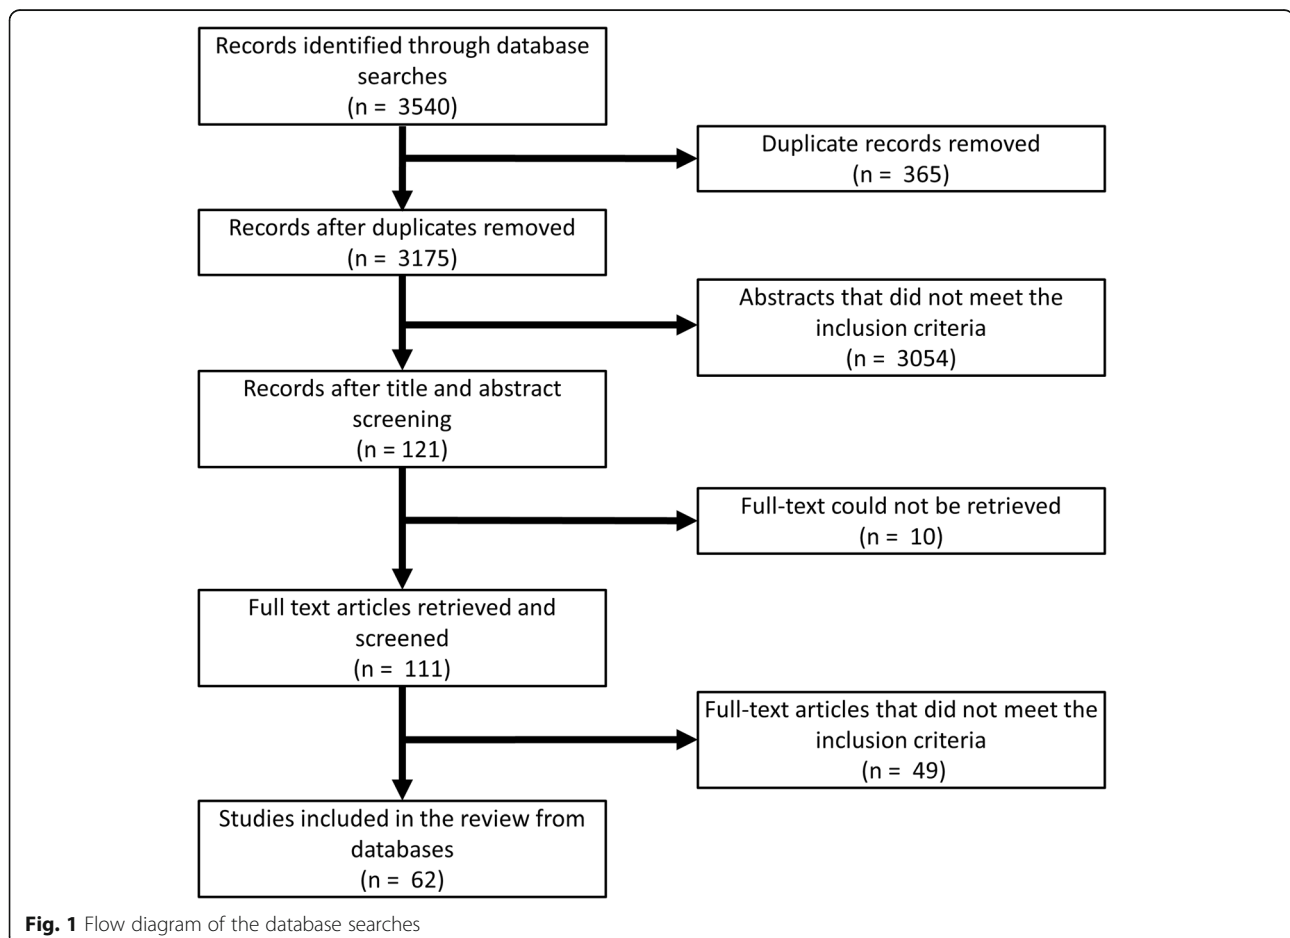 Records identified through database
searches
(n = 3540)
Duplicate records removed
(n = 365)
Records after duplicates removed
(n = 3175)
Abstracts that did not meet the
inclusion criteria
(n = 3054)
Records after title and abstract
screening
(n = 121)
Full-text could not be retrieved
(n = 10)
Full text articles retrieved and
screened
(n = 111)
Full-text articles that did not meet the
inclusion criteria
(n = 49)
Studies included in the review from
databases
(n = 62)
Fig. 1 Flow diagram of the database searches